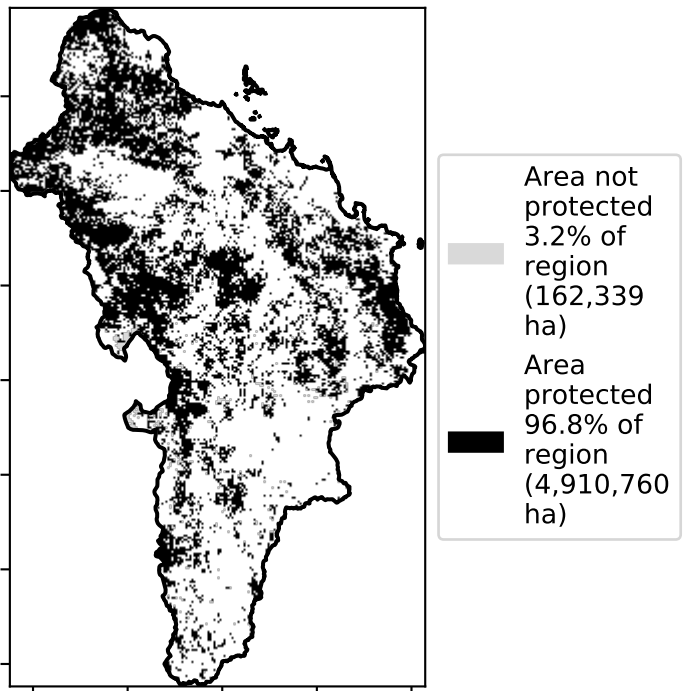 Area not
protected
3.2% of
region
(162,339
ha)
Area
protected
96.8% of
region
(4,910,760
ha)